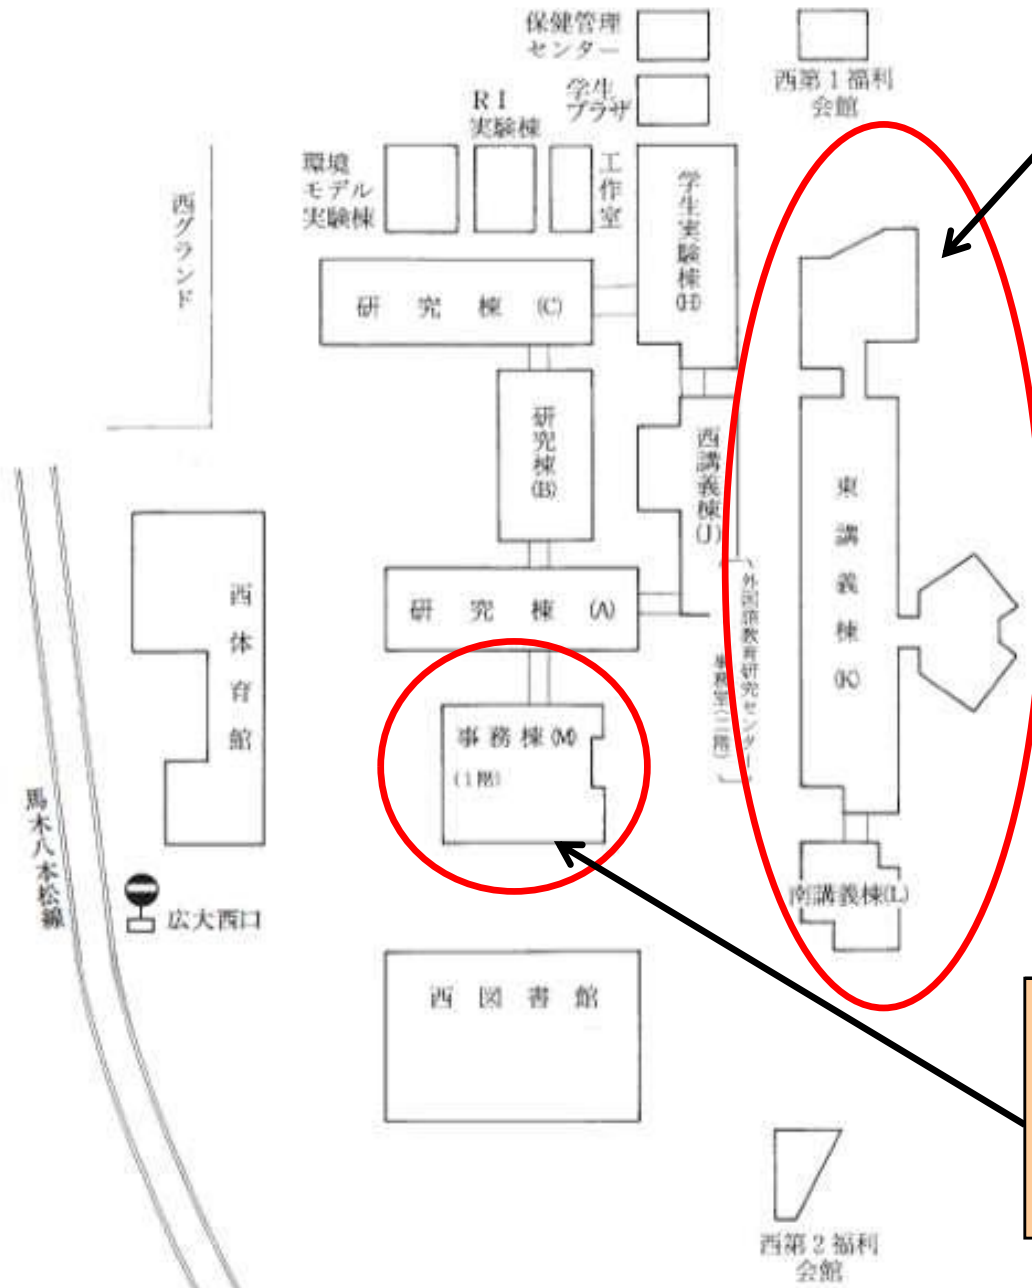 保健管理
センター
西第1福利
会館
学生
プラザ
RI
実験棟
環境
モデル
実験棟
工作室
学生実験棟(H)
西グランド
研究棟(C)
研究棟(B)
西講義棟(J)
東講義棟(K)
外国語教育研究センター
事務室(二階)
研究棟(A)
西体育館
事務棟(M)
(1階)
馬木八本松線
広大西口
南講義棟(L)
西図書館
西第2福利
会館